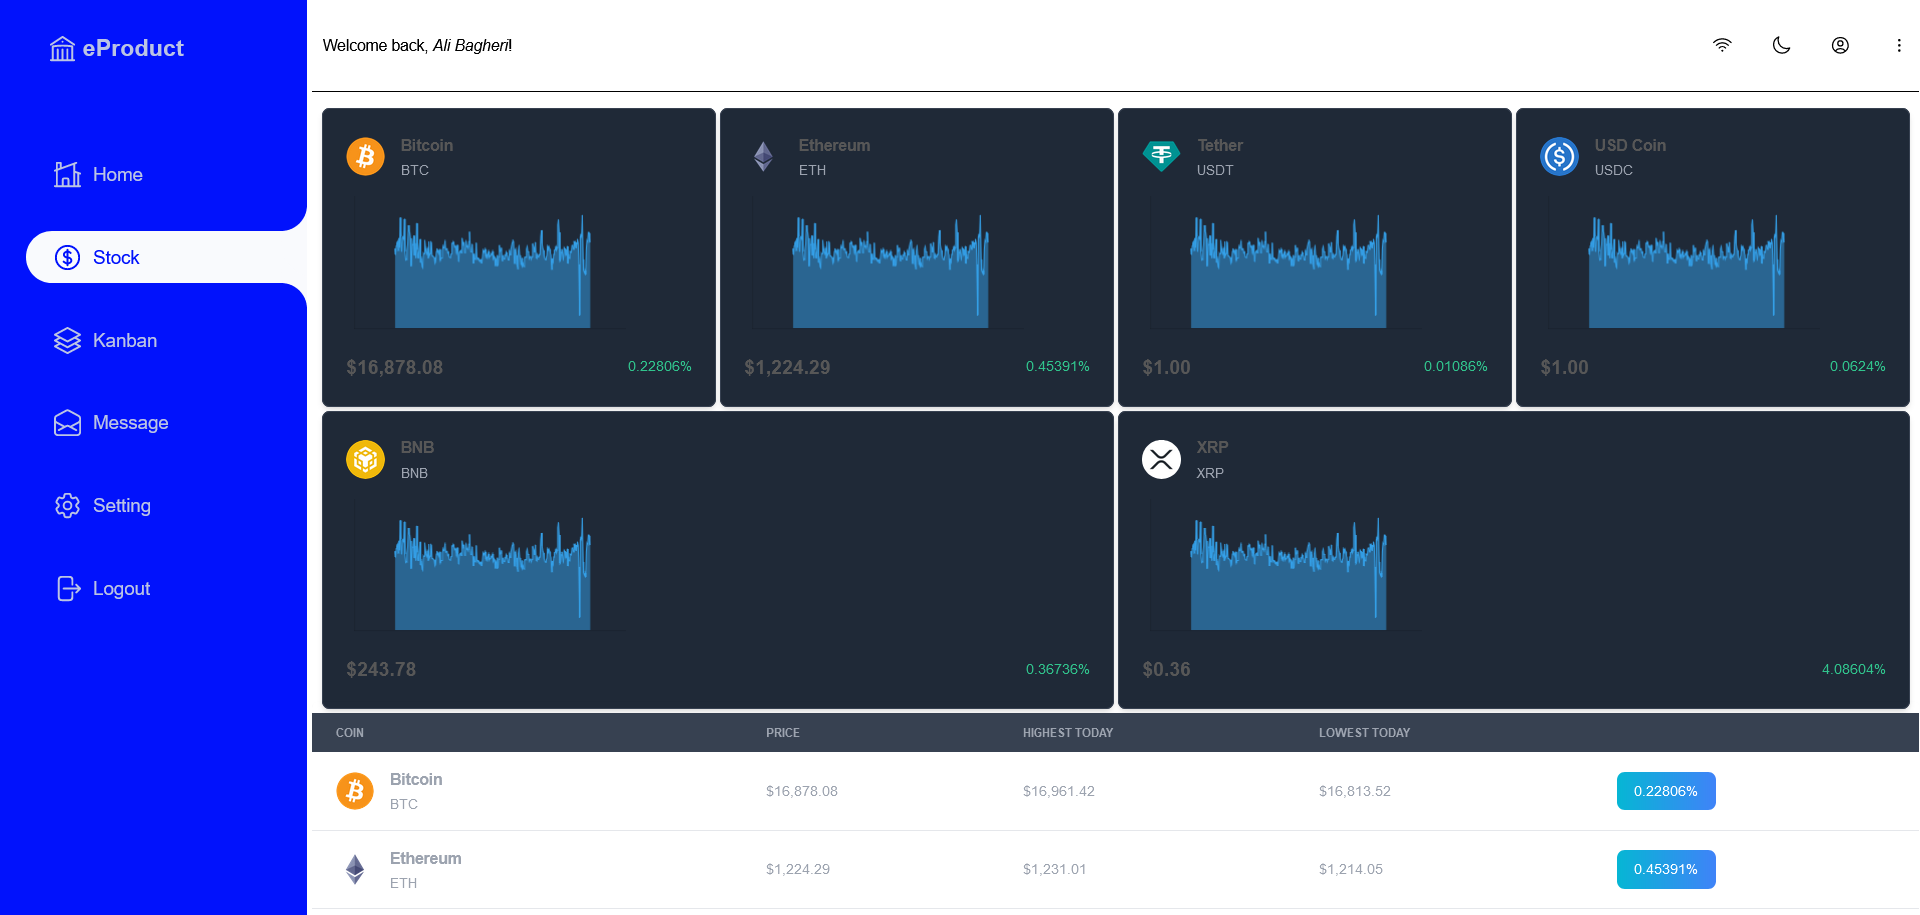 eProduct
Home
Stock
Kanban
Message
Setting
Logout
Welcome back, Ali Bagheri!
Bitcoin
BTC
$16,878.08 0.22806%
Ethereum
ETH
$1,224.29 0.45391%
Tether
USDT
$1.00 0.01086%
USD Coin
USDC
$1.00 0.0624%
BNB
BNB
$243.78 0.36736%
XRP
XRP
$0.36 4.08604%
COIN PRICE HIGHEST TODAY LOWEST TODAY
Bitcoin
BTC
$16,878.08 $16,961.42 $16,813.52 0.22806%
Ethereum
ETH
$1,224.29 $1,231.01 $1,214.05 0.45391%